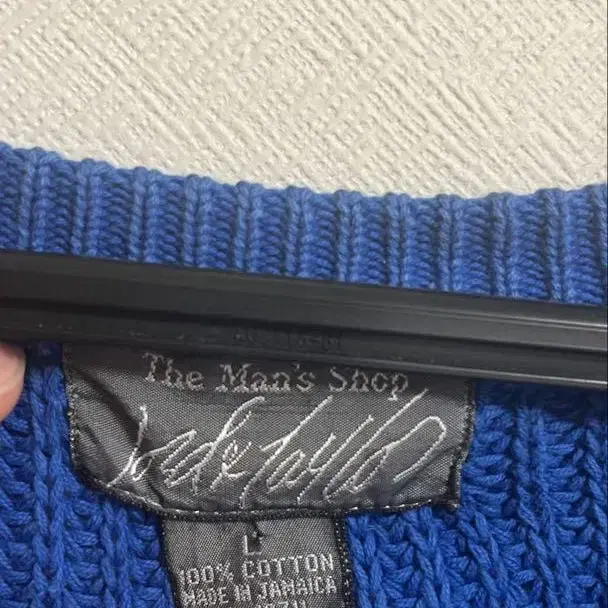 The Man's Shop
Lord & Taylor
L
100% COTTON
MADE IN JAMAICA